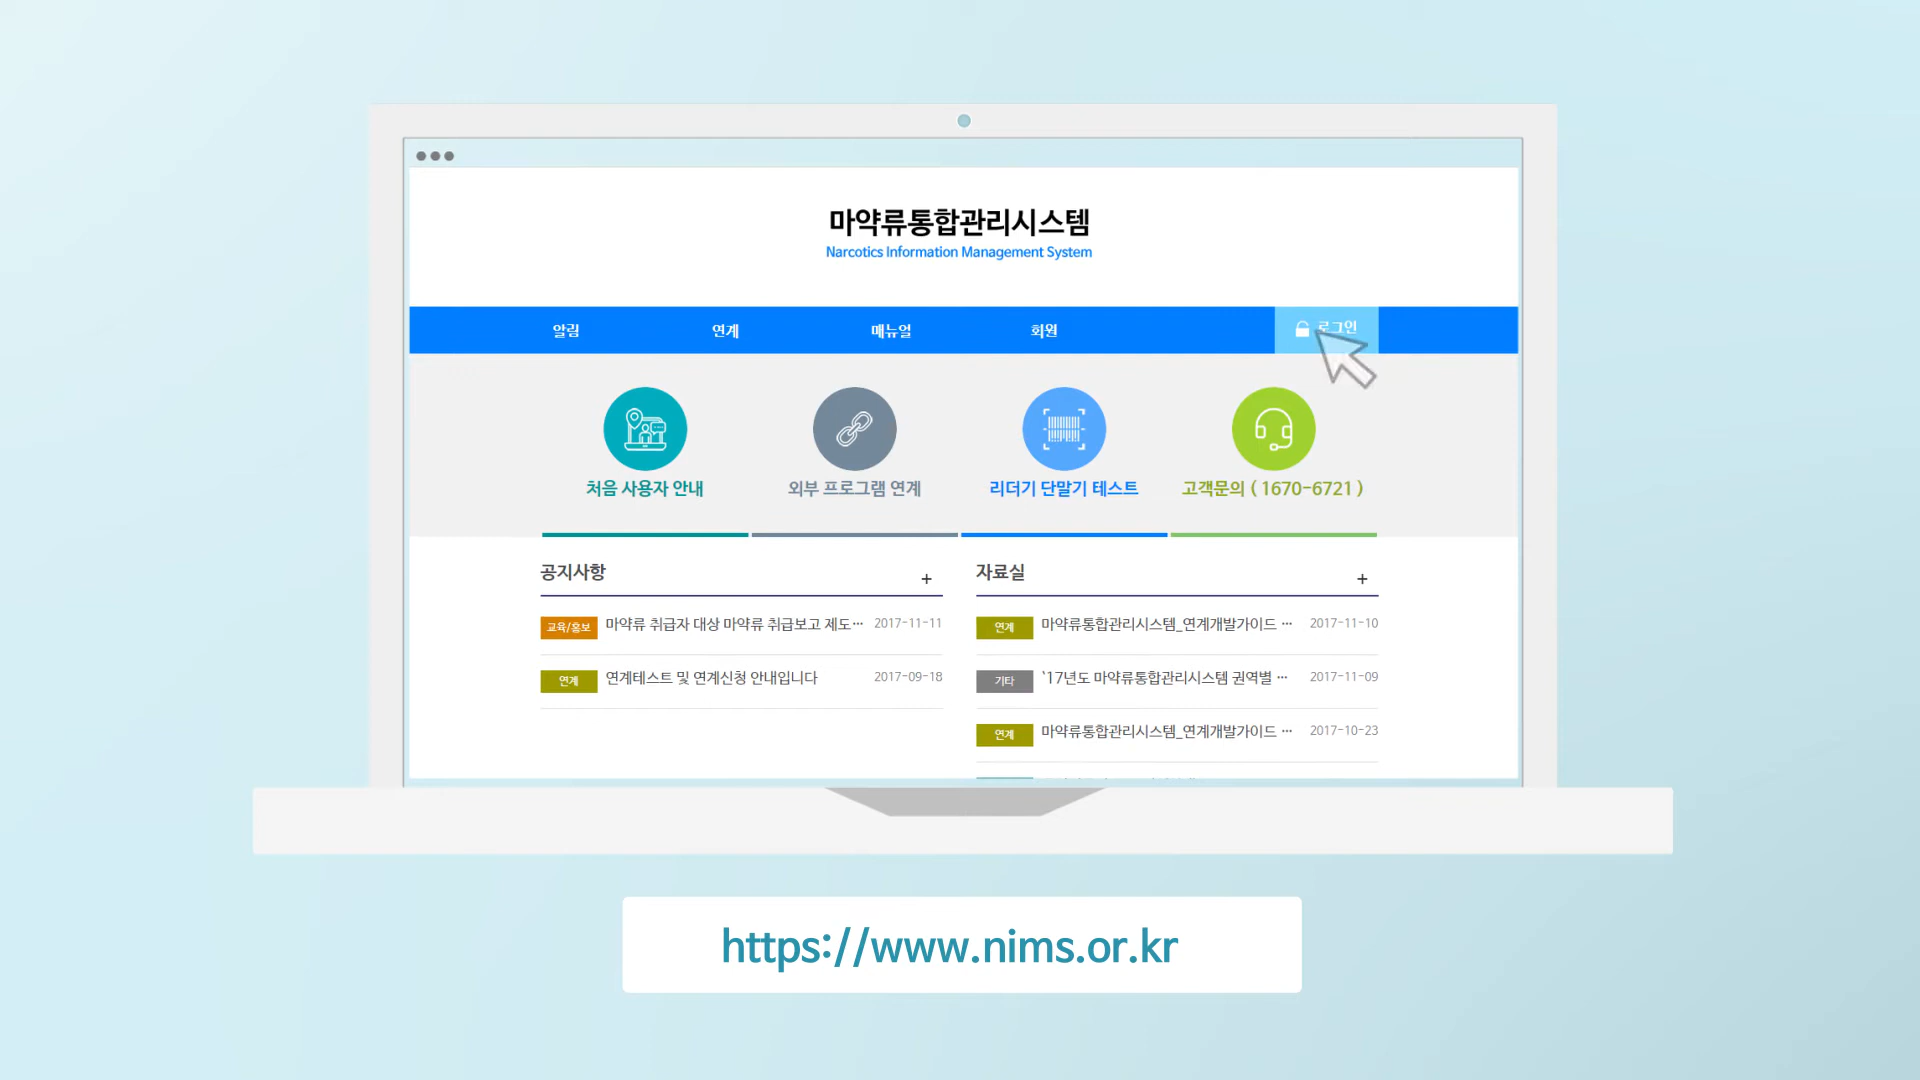 마약류통합관리시스템
Narcotics Information Management System
알림 연계 매뉴얼 회원 로그인
처음 사용자 안내 외부 프로그램 연계 리더기 단말기 테스트 고객문의 ( 1670-6721 )
공지사항 +
교육/홍보 마약류 취급자 대상 마약류 취급보고 제도··· 2017-11-11
연계 연계테스트 및 연계신청 안내입니다 2017-09-18
자료실 +
연계 마약류통합관리시스템_연계개발가이드 ··· 2017-11-10
기타 `17년도 마약류통합관리시스템 권역별 ··· 2017-11-09
연계 마약류통합관리시스템_연계개발가이드 ··· 2017-10-23
https://www.nims.or.kr